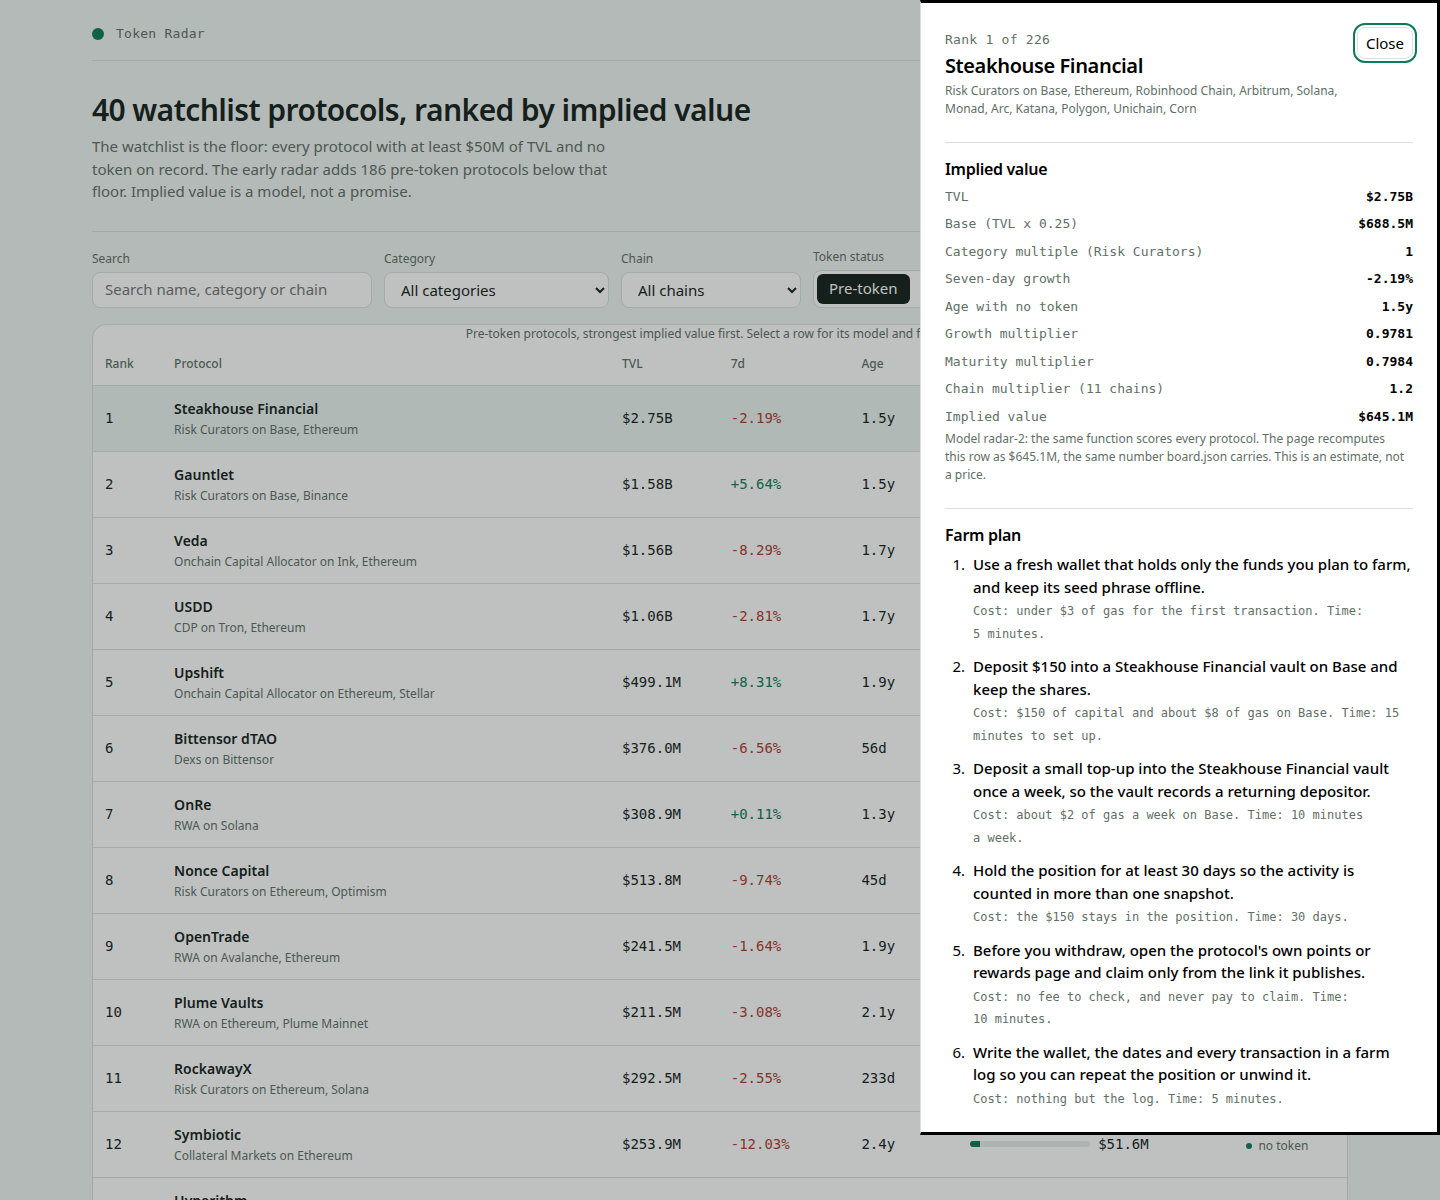 Token Radar
40 watchlist protocols, ranked by implied value
The watchlist is the floor: every protocol with at least $50M of TVL and no
token on record. The early radar adds 186 pre-token protocols below that
floor. Implied value is a model, not a promise.
Search
Category
Chain
Token status
Search name, category or chain
All categories
All chains
Pre-token
Pre-token protocols, strongest implied value first. Select a row for its model and f
Rank Protocol TVL 7d Age
1 Steakhouse Financial $2.75B -2.19% 1.5y
Risk Curators on Base, Ethereum
2 Gauntlet $1.58B +5.64% 1.5y
Risk Curators on Base, Binance
3 Veda $1.56B -8.29% 1.7y
Onchain Capital Allocator on Ink, Ethereum
4 USDD $1.06B -2.81% 1.7y
CDP on Tron, Ethereum
5 Upshift $499.1M +8.31% 1.9y
Onchain Capital Allocator on Ethereum, Stellar
6 Bittensor dTAO $376.0M -6.56% 56d
Dexs on Bittensor
7 OnRe $308.9M +0.11% 1.3y
RWA on Solana
8 Nonce Capital $513.8M -9.74% 45d
Risk Curators on Ethereum, Optimism
9 OpenTrade $241.5M -1.64% 1.9y
RWA on Avalanche, Ethereum
10 Plume Vaults $211.5M -3.08% 2.1y
RWA on Ethereum, Plume Mainnet
11 RockawayX $292.5M -2.55% 233d
Risk Curators on Ethereum, Solana
12 Symbiotic $253.9M -12.03% 2.4y $51.6M no token
Collateral Markets on Ethereum
Hyperithm
Rank 1 of 226
Close
Steakhouse Financial
Risk Curators on Base, Ethereum, Robinhood Chain, Arbitrum, Solana,
Monad, Arc, Katana, Polygon, Unichain, Corn
Implied value
TVL $2.75B
Base (TVL x 0.25) $688.5M
Category multiple (Risk Curators) 1
Seven-day growth -2.19%
Age with no token 1.5y
Growth multiplier 0.9781
Maturity multiplier 0.7984
Chain multiplier (11 chains) 1.2
Implied value $645.1M
Model radar-2: the same function scores every protocol. The page recomputes
this row as $645.1M, the same number board.json carries. This is an estimate, not
a price.
Farm plan
1. Use a fresh wallet that holds only the funds you plan to farm,
and keep its seed phrase offline.
Cost: under $3 of gas for the first transaction. Time:
5 minutes.
2. Deposit $150 into a Steakhouse Financial vault on Base and
keep the shares.
Cost: $150 of capital and about $8 of gas on Base. Time: 15
minutes to set up.
3. Deposit a small top-up into the Steakhouse Financial vault
once a week, so the vault records a returning depositor.
Cost: about $2 of gas a week on Base. Time: 10 minutes
a week.
4. Hold the position for at least 30 days so the activity is
counted in more than one snapshot.
Cost: the $150 stays in the position. Time: 30 days.
5. Before you withdraw, open the protocol's own points or
rewards page and claim only from the link it publishes.
Cost: no fee to check, and never pay to claim. Time:
10 minutes.
6. Write the wallet, the dates and every transaction in a farm
log so you can repeat the position or unwind it.
Cost: nothing but the log. Time: 5 minutes.